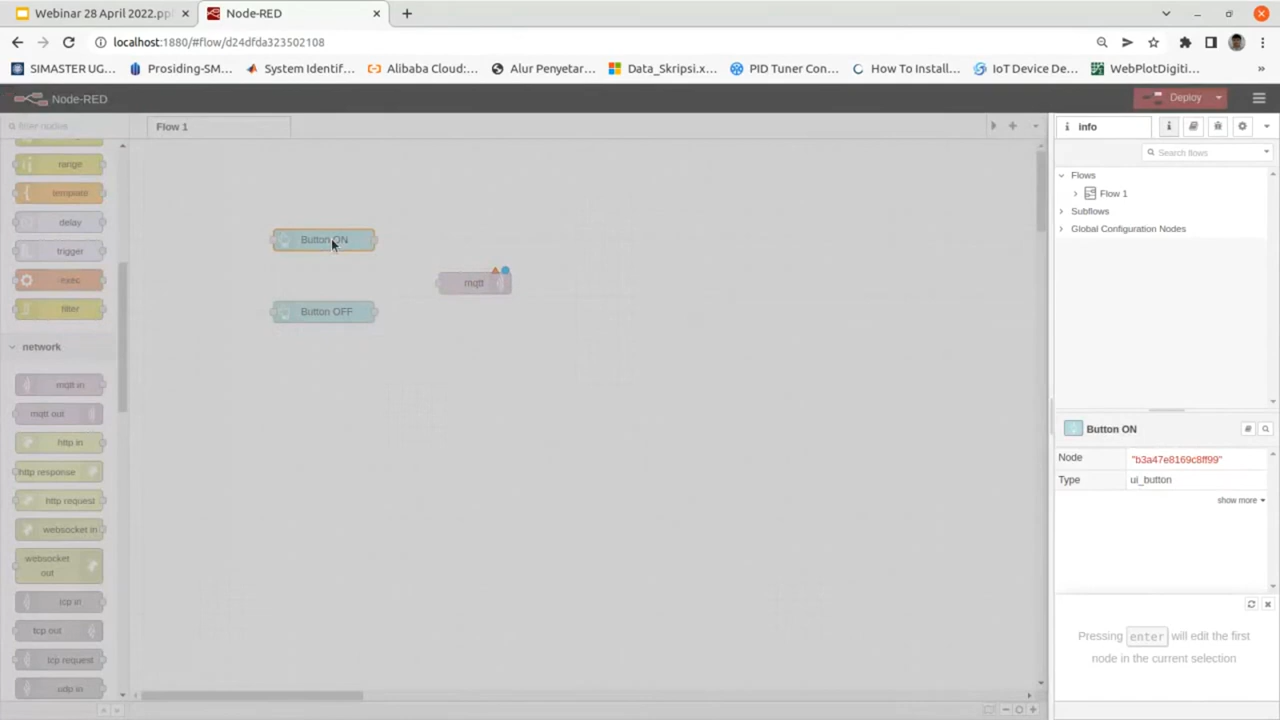 Webinar 28 April 2022.pp
Node-RED
localhost:1880/#flow/d24dfda323502108
SIMASTER UG...
Prosiding-SM...
System Identif...
Alibaba Cloud:...
Alur Penyetar...
Data_Skripsi.x...
PID Tuner Con...
How To Install...
IoT Device De...
WebPlotDigiti...
»
Node-RED
Deploy
filter nodes
Flow 1
info
Search flows
range
template
delay
trigger
exec
filter
network
mqtt in
mqtt out
http in
http response
http request
websocket in
websocket
out
tcp in
tcp out
tcp request
udp in
Button ON
mqtt
Button OFF
Flows
Flow 1
Subflows
Global Configuration Nodes
Button ON
Node
"b3a47e8169c8ff99"
Type
ui_button
show more
Pressing enter will edit the first
node in the current selection